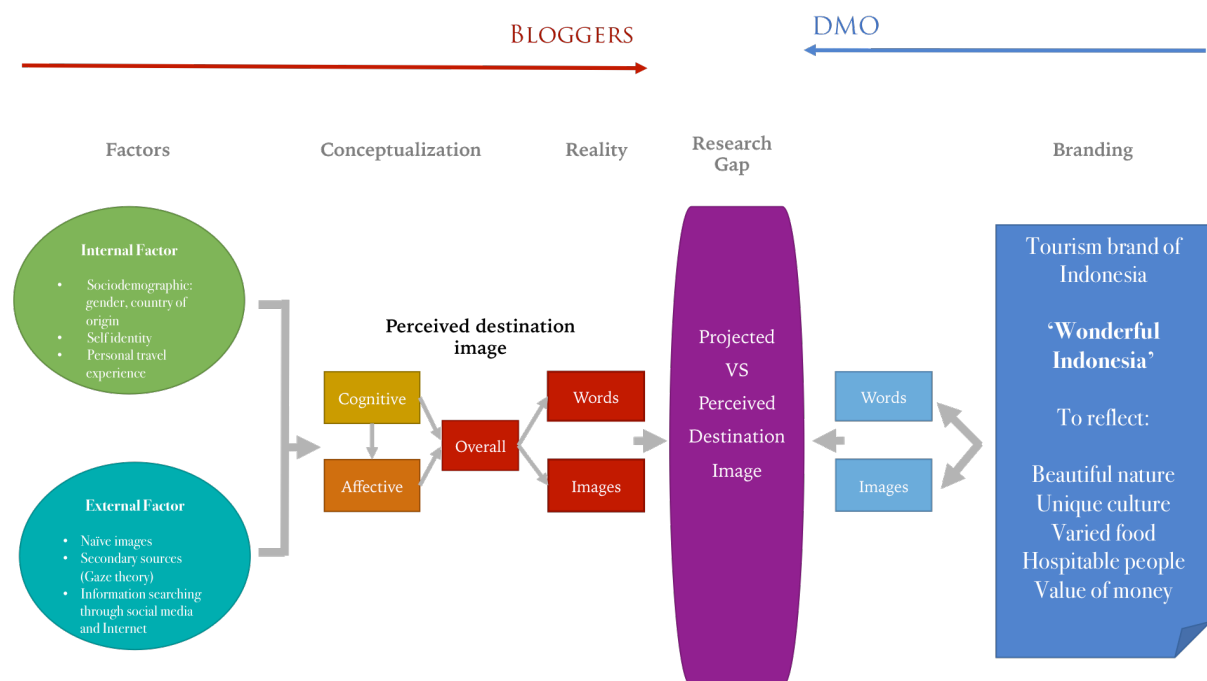 BLOGGERS
DMO
Factors
Conceptualization
Reality
Research
Gap
Branding
Internal Factor
• Sociodemographic:
gender, country of
origin
• Self identity
• Personal travel
experience
External Factor
• Naïve images
• Secondary sources
(Gaze theory)
• Information searching
through social media
and Internet
Perceived destination
image
Cognitive
Affective
Overall
Words
Images
Projected
VS
Perceived
Destination
Image
Words
Images
Tourism brand of
Indonesia
‘Wonderful
Indonesia’
To reflect:
Beautiful nature
Unique culture
Varied food
Hospitable people
Value of money